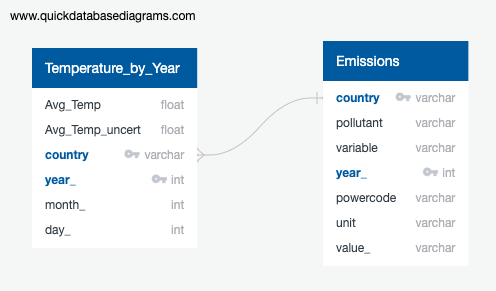 www.quickdatabasediagrams.com
Temperature_by_Year
Avg_Temp float
Avg_Temp_uncert float
country varchar
year_ int
month_ int
day_ int
Emissions
country varchar
pollutant varchar
variable varchar
year_ int
powercode varchar
unit varchar
value_ varchar